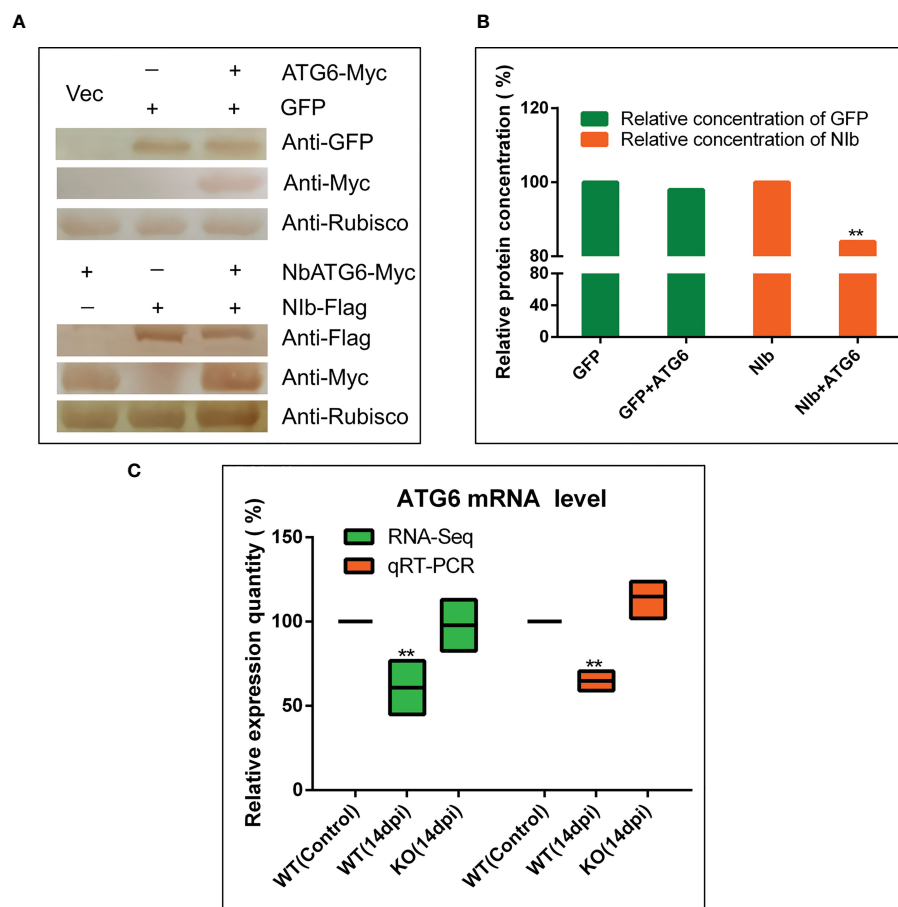 A
Vec
− + ATG6-Myc
+ + GFP
Anti-GFP
Anti-Myc
Anti-Rubisco
+ − + NbATG6-Myc
− + + NIb-Flag
Anti-Flag
Anti-Myc
Anti-Rubisco
B
Relative protein concentration ( %)
120
100
80
80
40
0
Relative concentration of GFP
Relative concentration of NIb
**
GFP
GFP+ATG6
NIb
NIb+ATG6
C
ATG6 mRNA level
Relative expression quantity ( %)
150
100
50
0
RNA-Seq
qRT-PCR
**
**
WT(Control)
WT(14dpi)
KO(14dpi)
WT(Control)
WT(14dpi)
KO(14dpi)